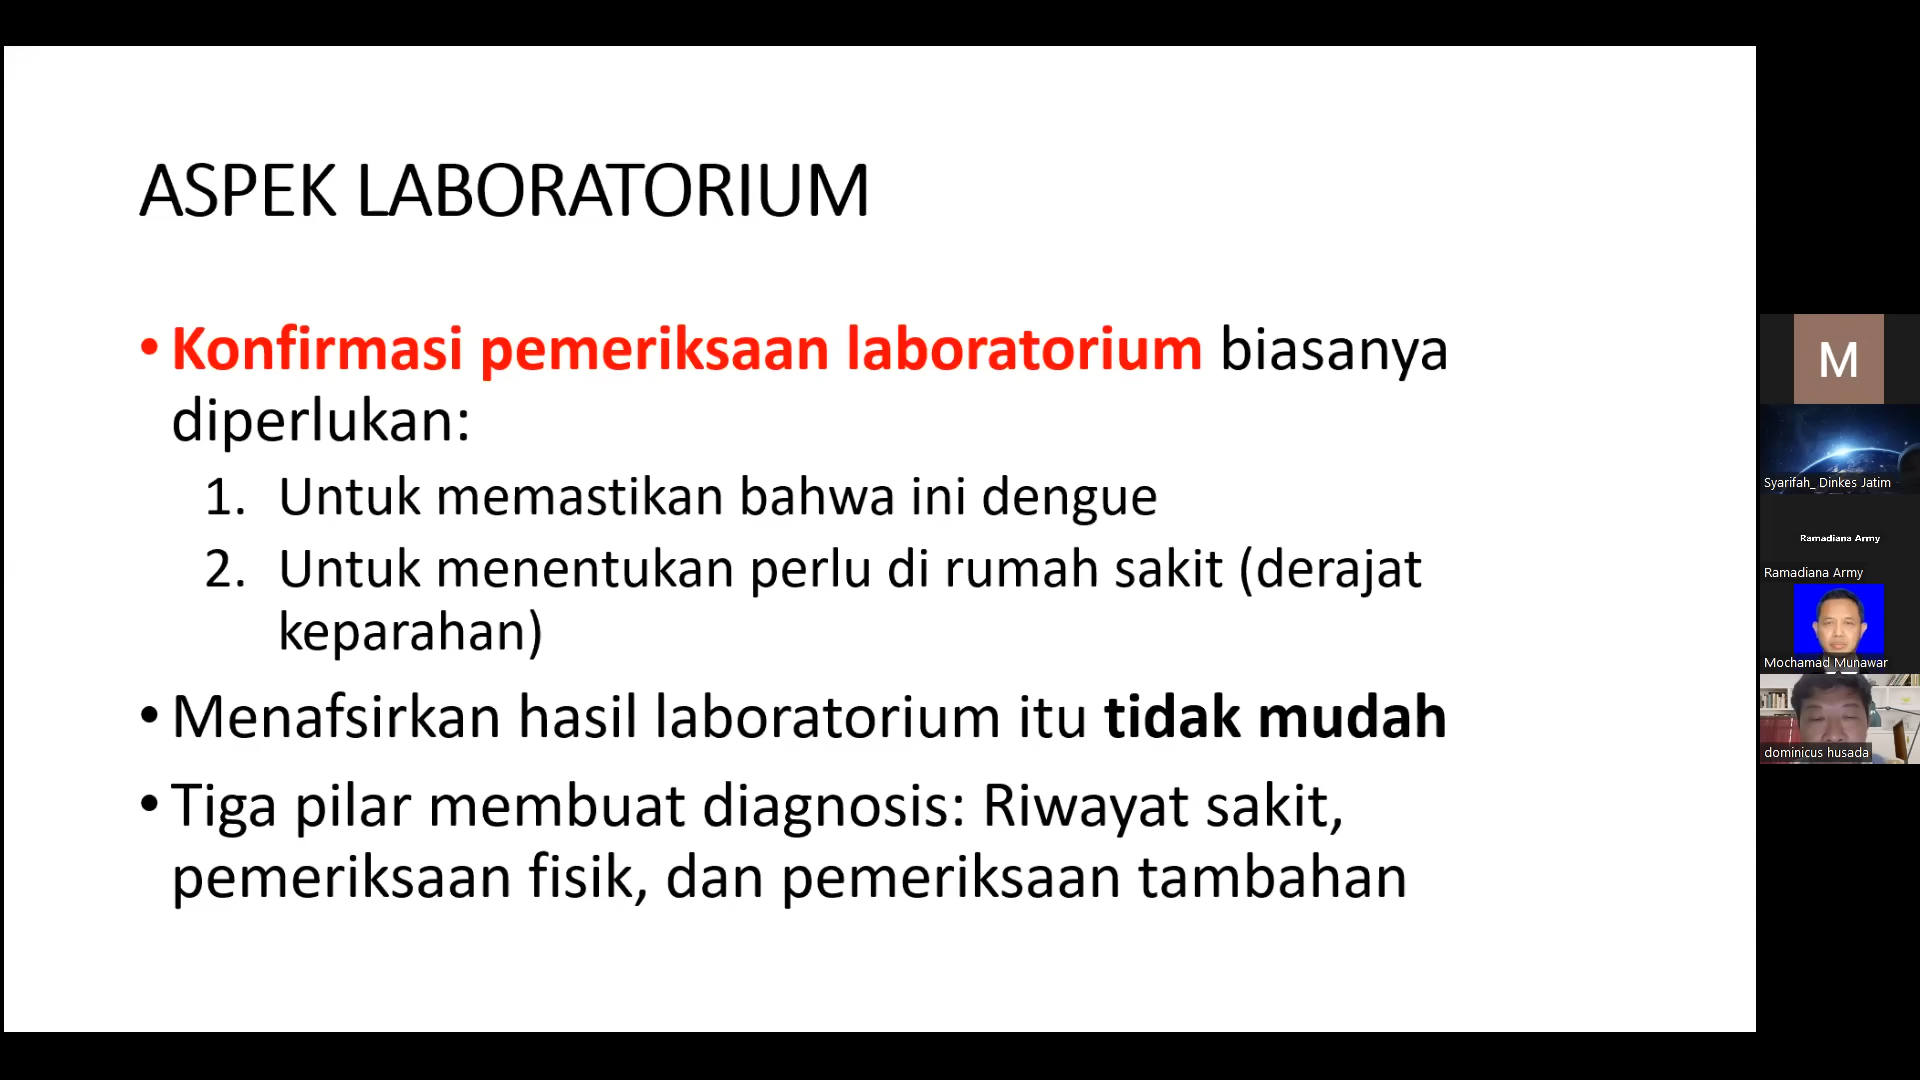 ASPEK LABORATORIUM
• Konfirmasi pemeriksaan laboratorium biasanya
diperlukan:
1. Untuk memastikan bahwa ini dengue
2. Untuk menentukan perlu di rumah sakit (derajat
keparahan)
• Menafsirkan hasil laboratorium itu tidak mudah
• Tiga pilar membuat diagnosis: Riwayat sakit,
pemeriksaan fisik, dan pemeriksaan tambahan
M
Syarifah_ Dinkes Jatim
Ramadiana Army
Ramadiana Army
Mochamad Munawar
dominicus husada